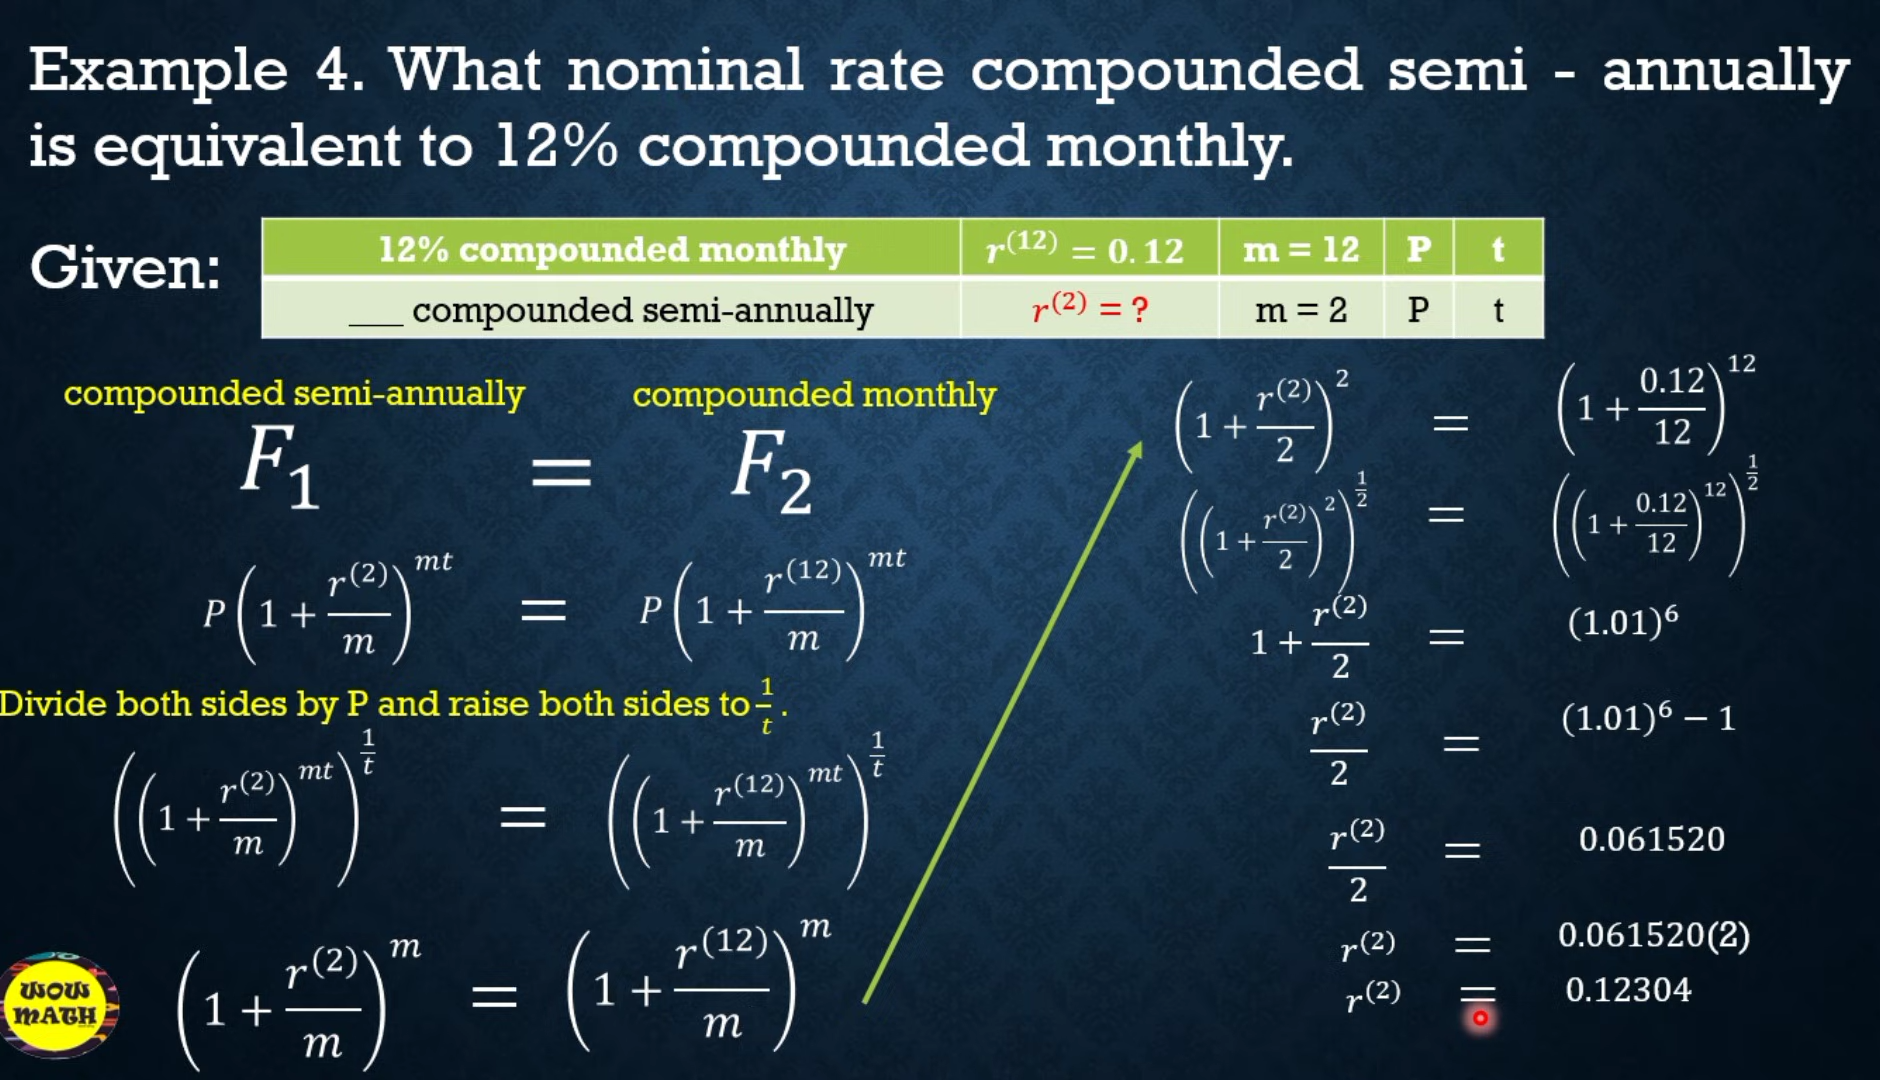 Example 4. What nominal rate compounded semi - annually
is equivalent to 12% compounded monthly.
Given:
12% compounded monthly r^(12) = 0.12 m = 12 P t
___ compounded semi-annually r^(2) = ? m = 2 P t
compounded semi-annually compounded monthly
F₁ = F₂
P(1 + r^(2)/m)^mt = P(1 + r^(12)/m)^mt
Divide both sides by P and raise both sides to 1/t .
((1 + r^(2)/m)^mt)^1/t = ((1 + r^(12)/m)^mt)^1/t
(1 + r^(2)/m)^m = (1 + r^(12)/m)^m
(1 + r^(2)/2)^2 = (1 + 0.12/12)^12
((1 + r^(2)/2)^2)^1/2 = ((1 + 0.12/12)^12)^1/2
1 + r^(2)/2 = (1.01)^6
r^(2)/2 = (1.01)^6 − 1
r^(2)/2 = 0.061520
r^(2) = 0.061520(2)
r^(2) = 0.12304
WOW
MATH